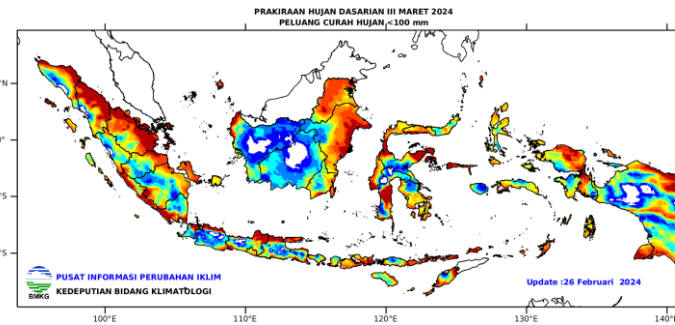 PRAKIRAAN HUJAN DASARIAN III MARET 2024
PELUANG CURAH HUJAN <100 mm
PUSAT INFORMASI PERUBAHAN IKLIM
KEDEPUTIAN BIDANG KLIMATOLOGI
BMKG
Update :26 Februari 2024
°N
°
°S
°S
100°E
110°E
120°E
130°E
140°